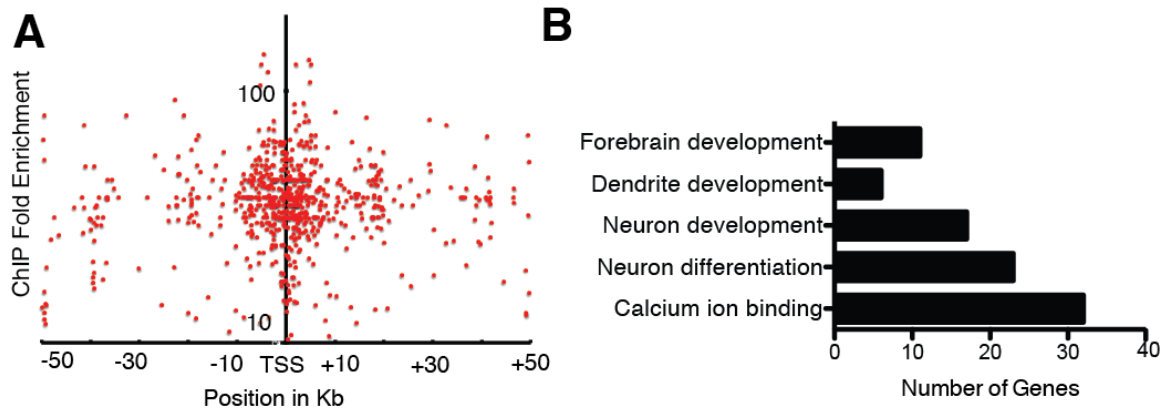 A
ChIP Fold Enrichment
100
10
-50 -30 -10 TSS +10 +30 +50
Position in Kb
B
Forebrain development
Dendrite development
Neuron development
Neuron differentiation
Calcium ion binding
0 10 20 30 40
Number of Genes